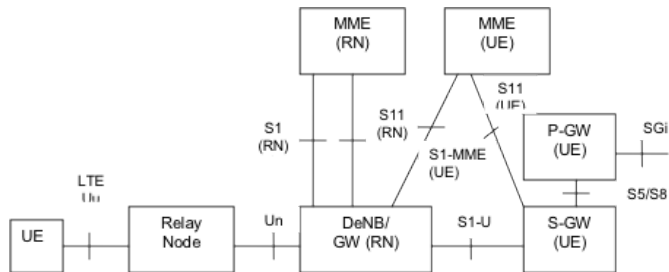 MME
(RN)
MME
(UE)
S1
(RN)
S11
(RN)
S11
(UE)
S1-MME
(UE)
P-GW
(UE)
SGi
S5/S8
LTE
Uu
UE
Relay
Node
Un
DeNB/
GW (RN)
S1-U
S-GW
(UE)